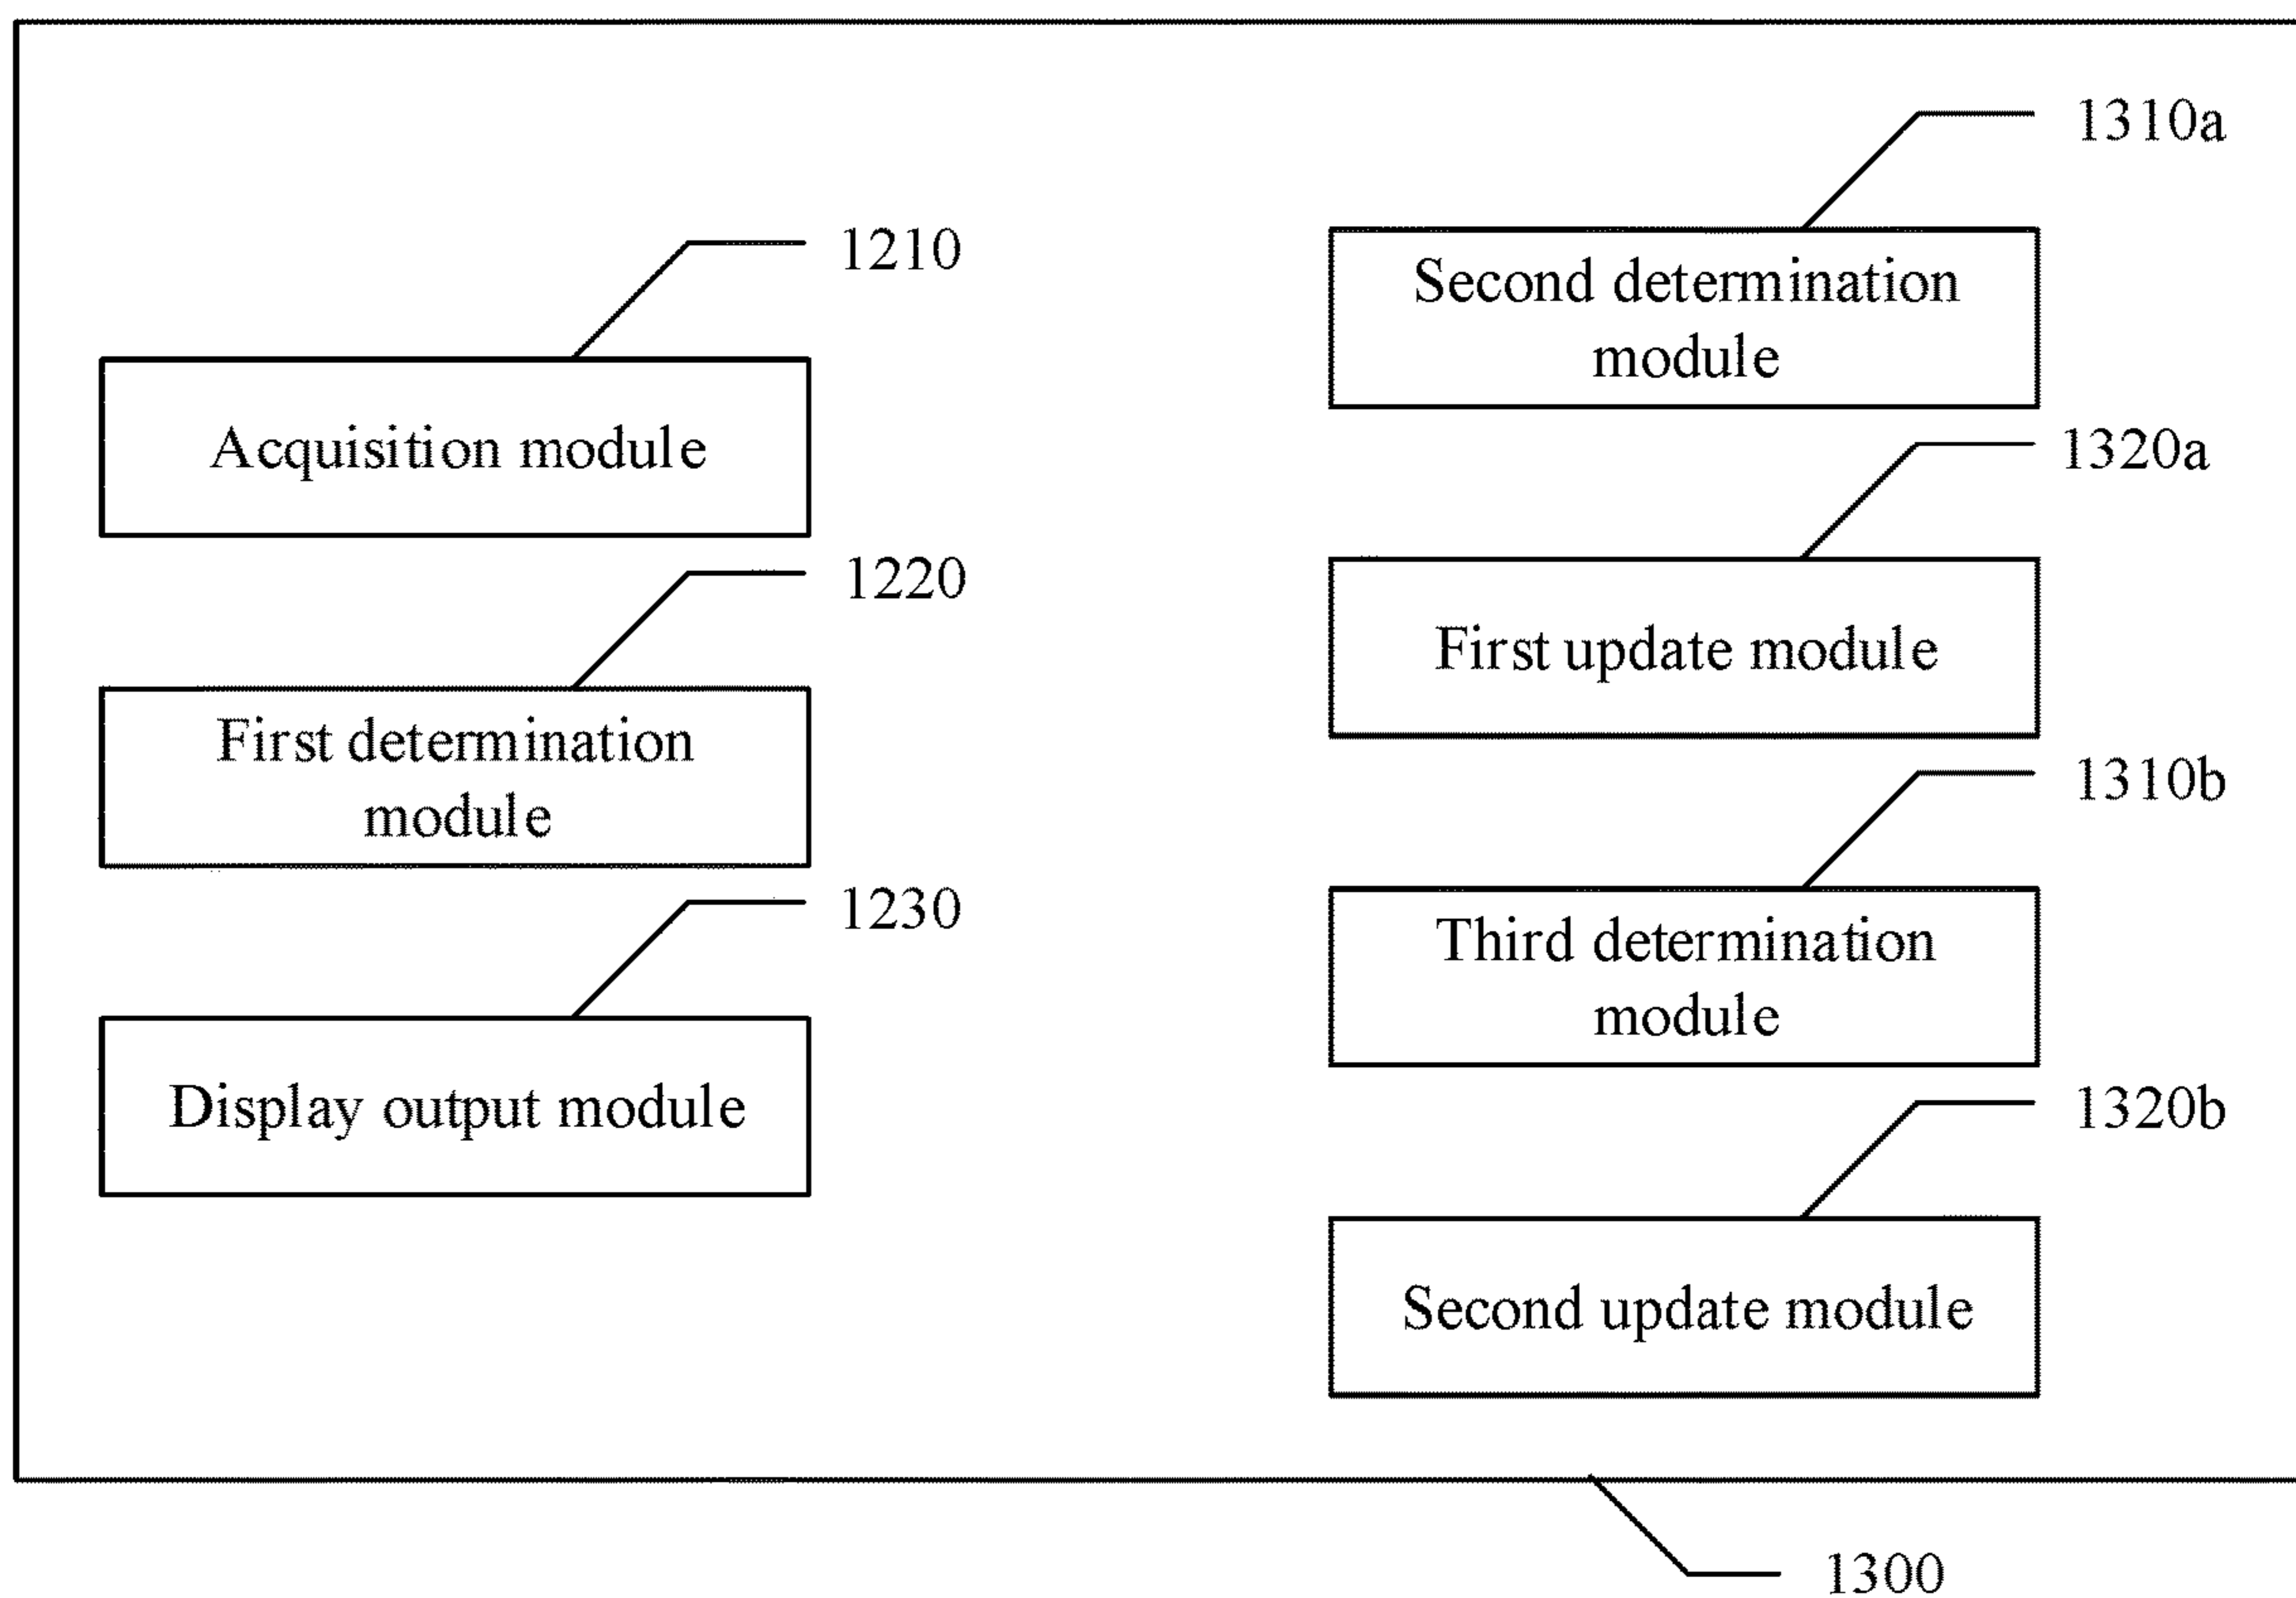 1210
Acquisition module
1220
First determination
module
1230
Display output module
1310a
Second determination
module
1320a
First update module
1310b
Third determination
module
1320b
Second update module
1300